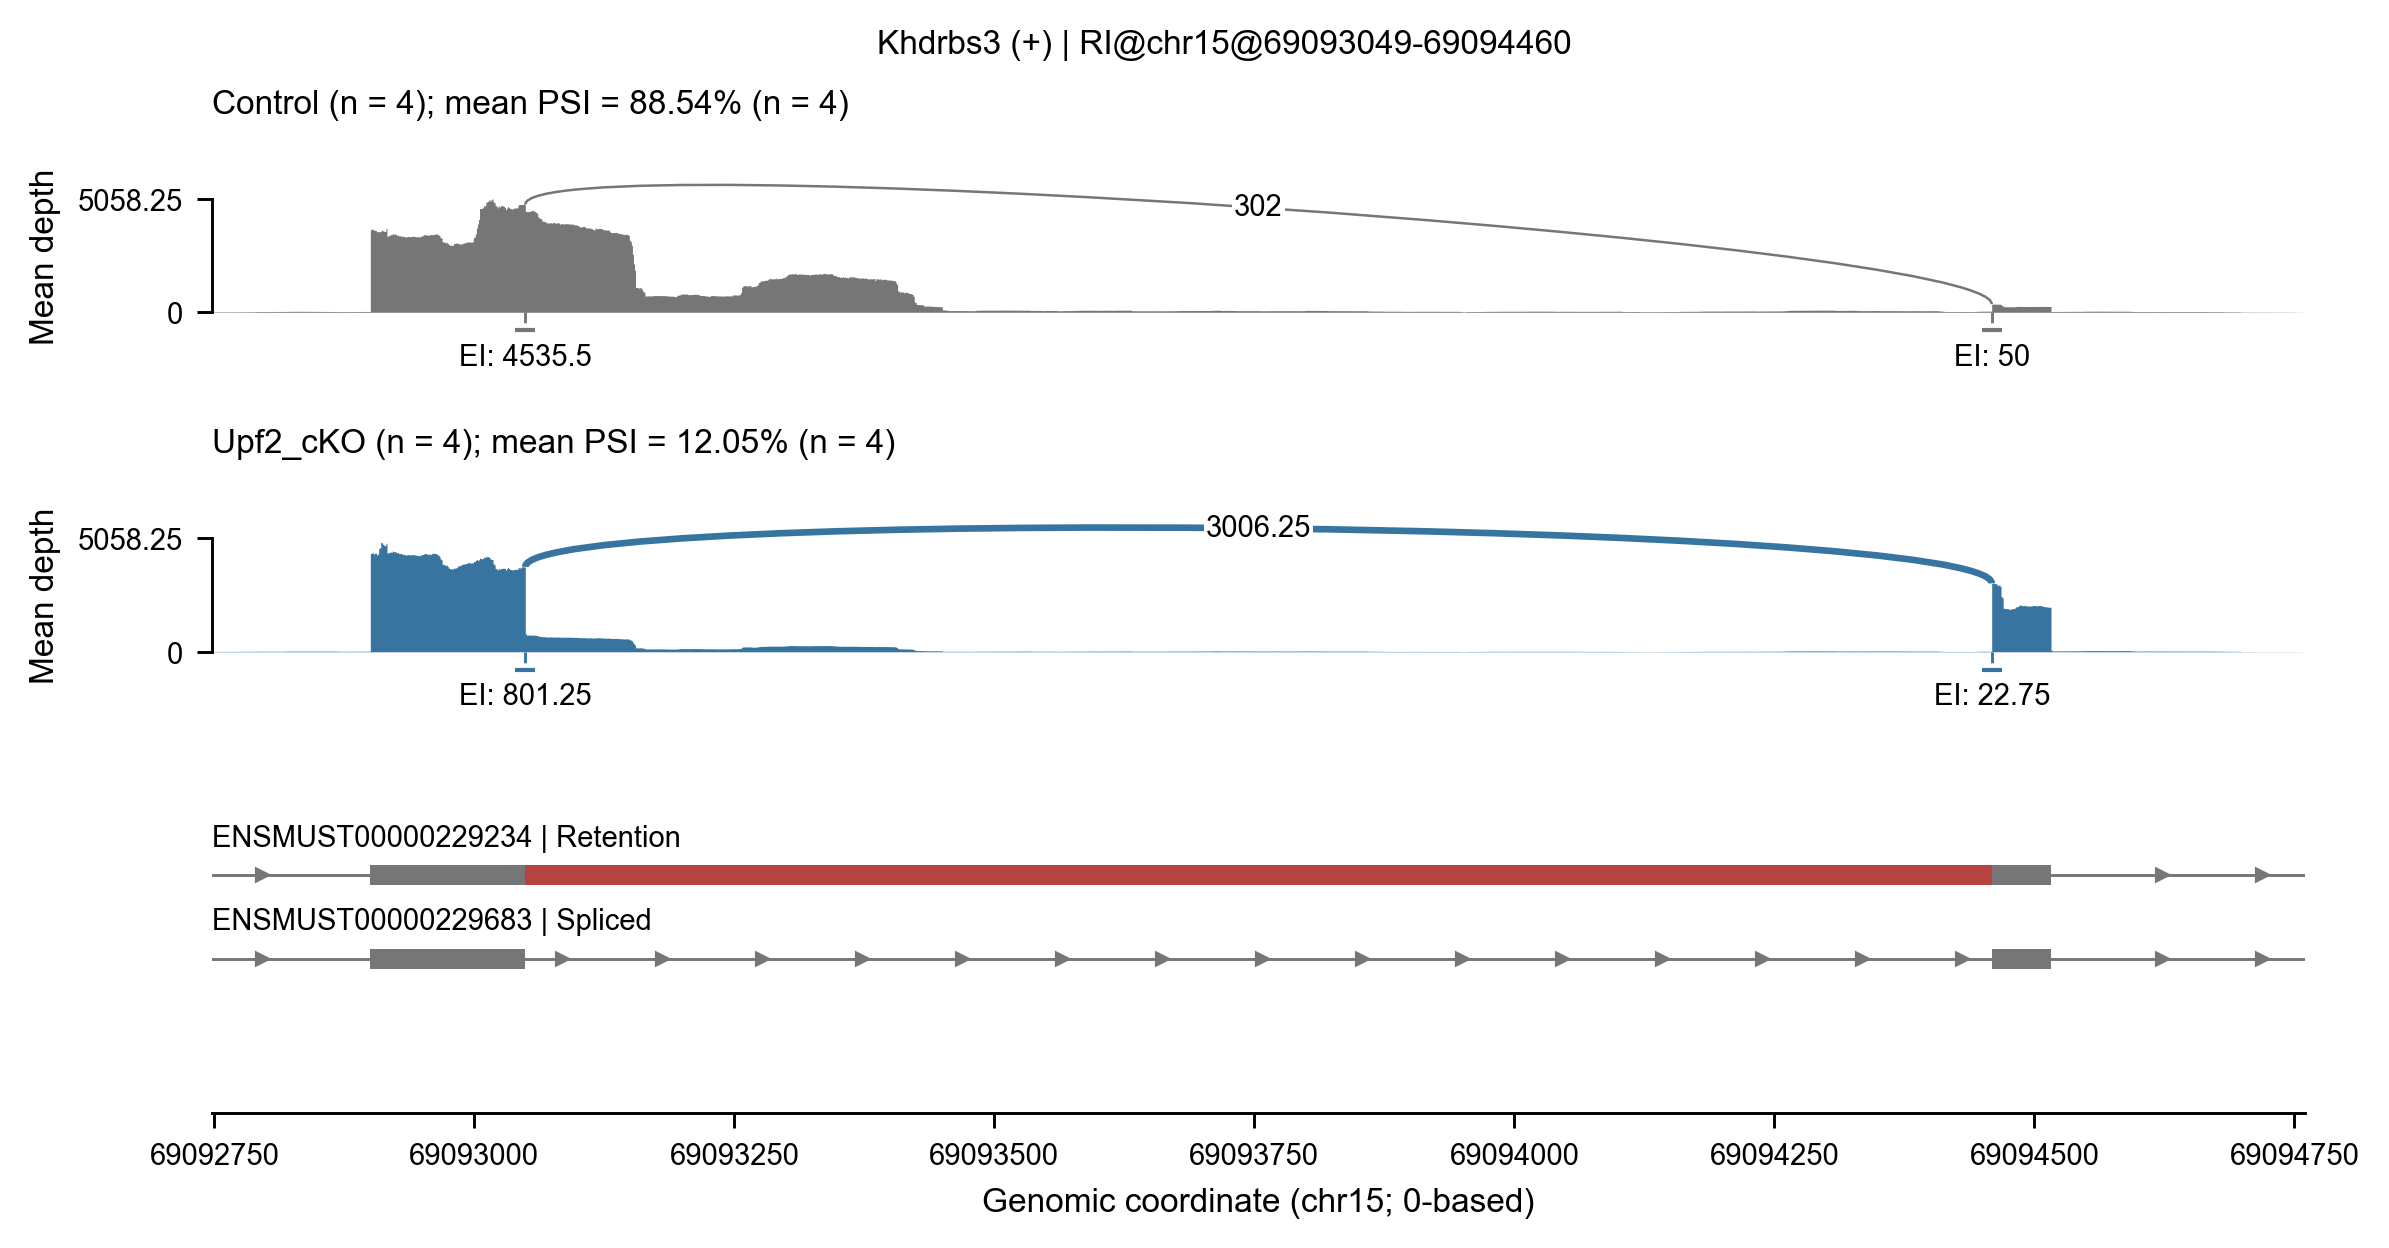 Khdrbs3 (+) | RI@chr15@69093049-69094460
Control (n = 4); mean PSI = 88.54% (n = 4)
Mean depth
5058.25
0
302
EI: 4535.5
EI: 50
Upf2_cKO (n = 4); mean PSI = 12.05% (n = 4)
Mean depth
5058.25
0
3006.25
EI: 801.25
EI: 22.75
ENSMUST00000229234 | Retention
ENSMUST00000229683 | Spliced
69092750 69093000 69093250 69093500 69093750 69094000 69094250 69094500 69094750
Genomic coordinate (chr15; 0-based)